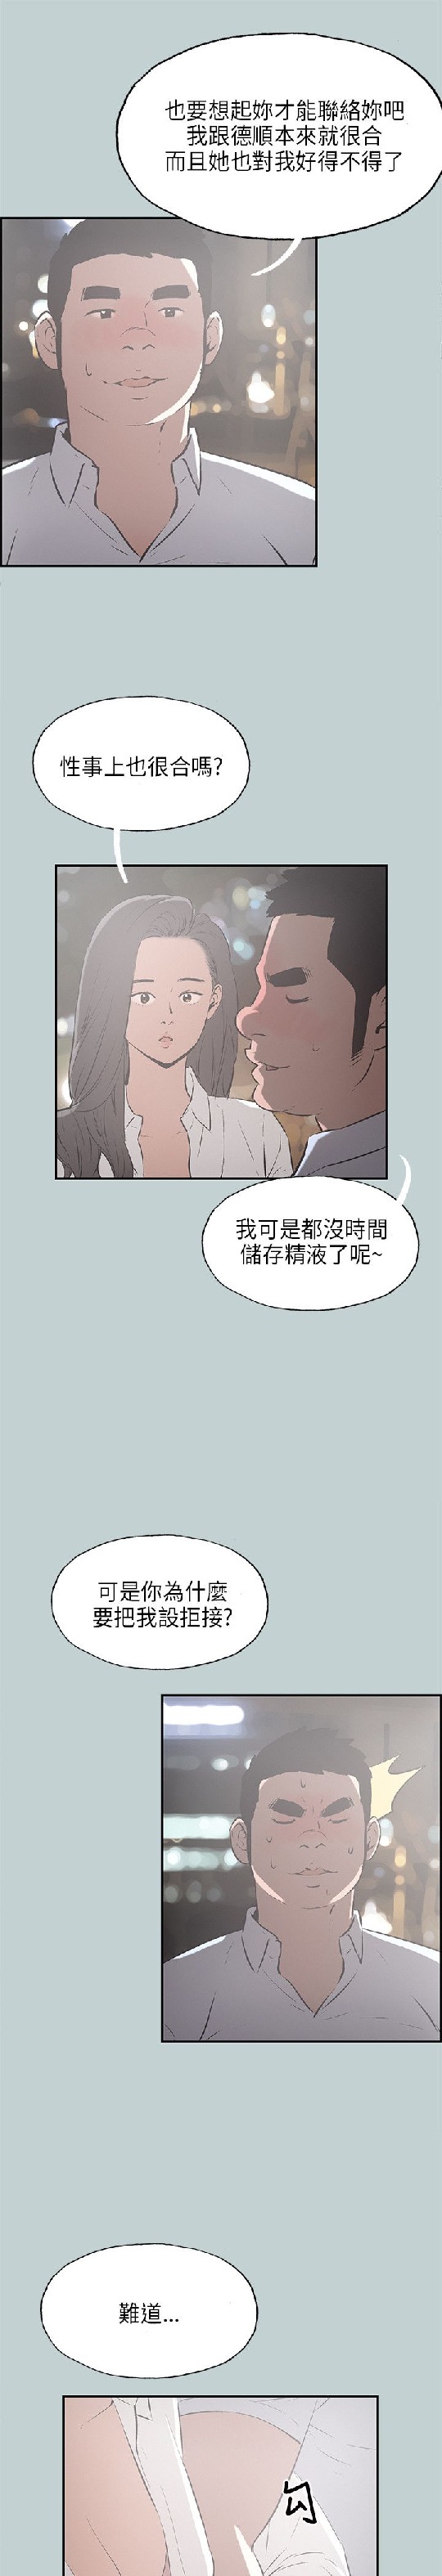 也要想起妳才能聯絡妳吧
我跟德順本來就很合
而且她也對我好得不得了
性事上也很合嗎?
我可是都沒時間
儲存精液了呢~
可是你為什麼
要把我設拒接?
難道...
勾